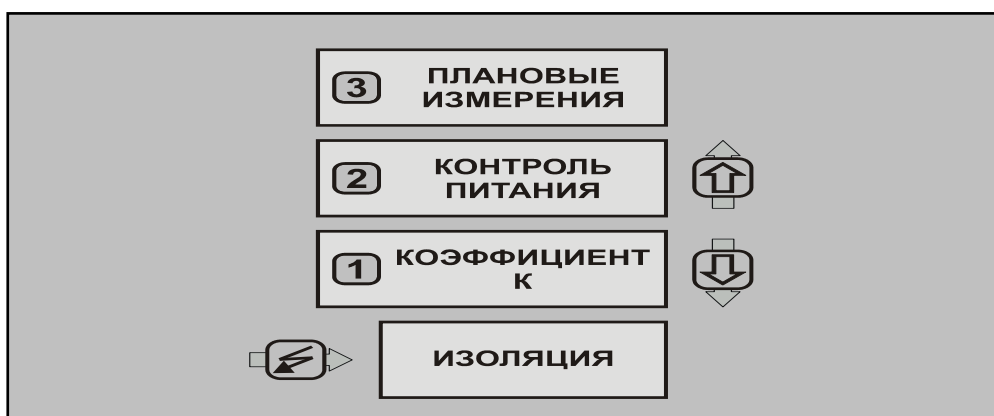 3 ПЛАНОВЫЕ
ИЗМЕРЕНИЯ
2 КОНТРОЛЬ
ПИТАНИЯ
1 КОЭФФИЦИЕНТ
К
ИЗОЛЯЦИЯ